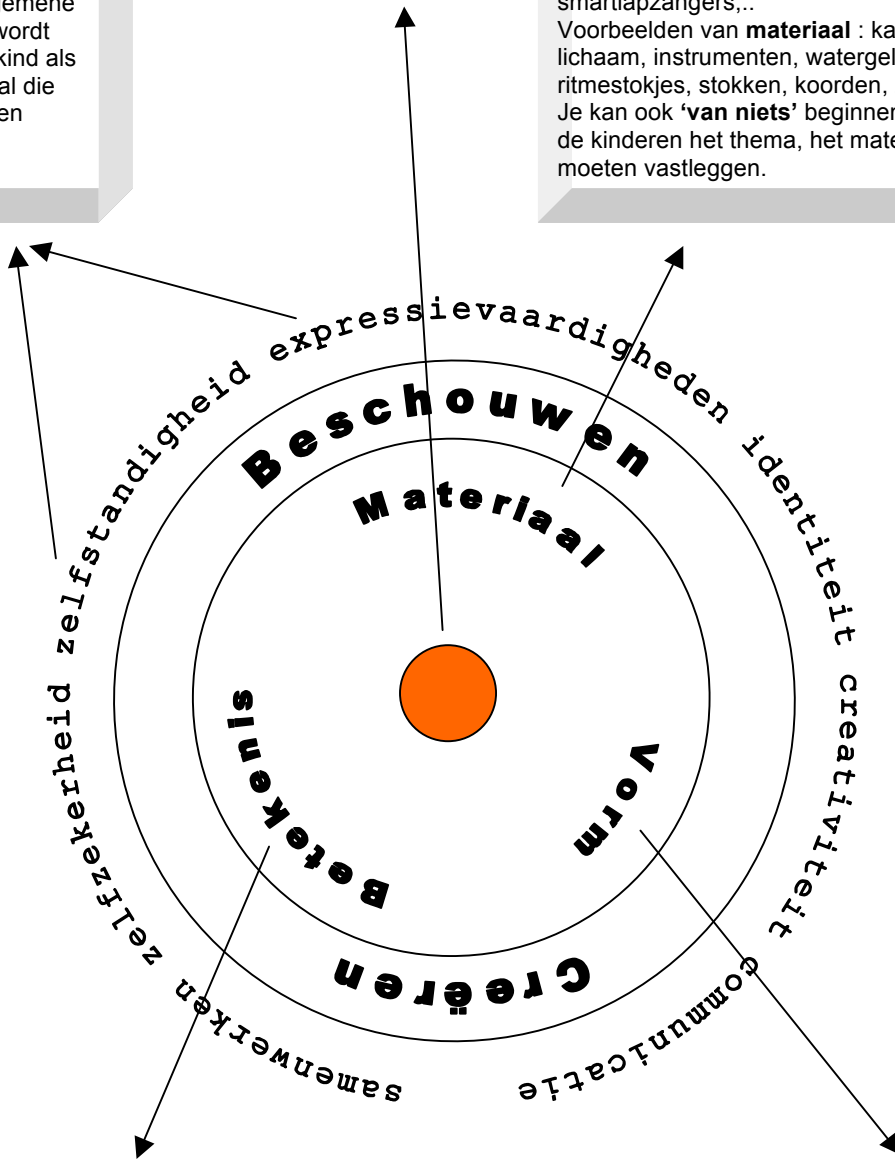 gemene
wordt
kind als
al die
en
smartlapzangers,..
Voorbeelden van materiaal : ka
lichaam, instrumenten, watergel
ritmestokjes, stokken, koorden,
Je kan ook ‘van niets’ beginner
de kinderen het thema, het mate
moeten vastleggen.
zelfzekerheid zelfstandigheid expressievaardigheden identiteit creativiteit communicatie samenwerken
Beschouwen
Materiaal
Vorm
Betekenis
Creëren